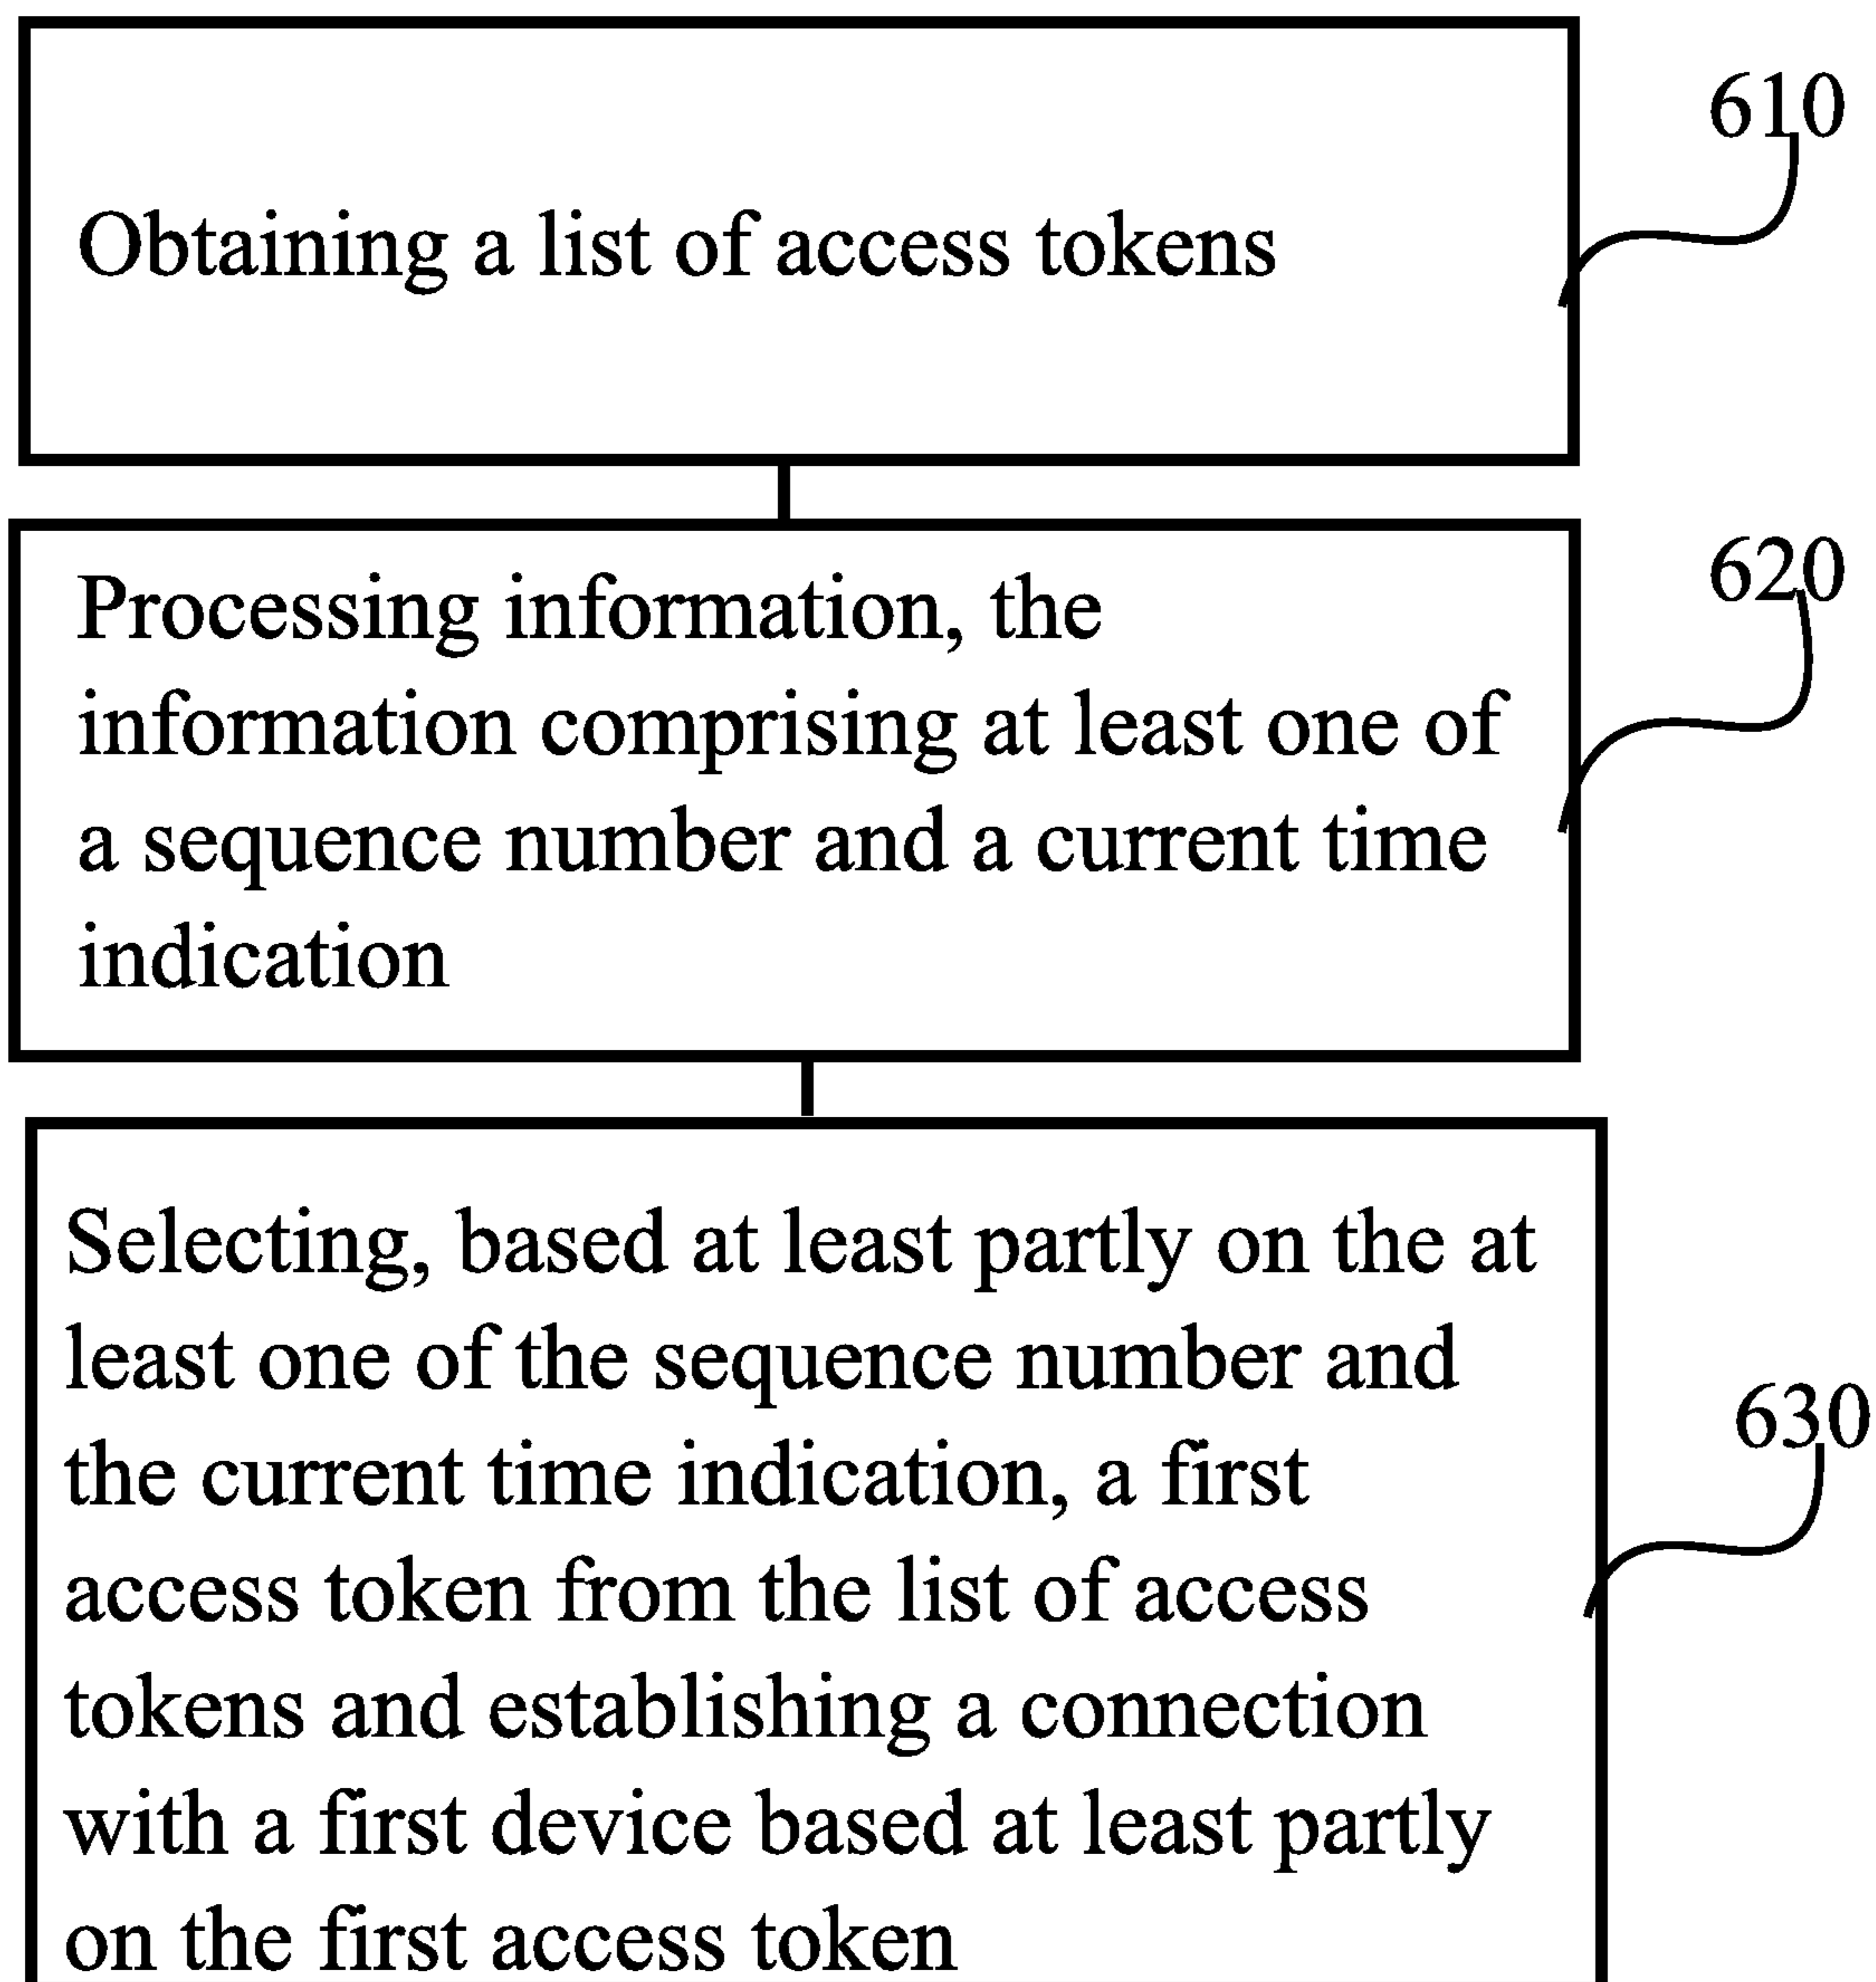 610
Obtaining a list of access tokens
620
Processing information, the
information comprising at least one of
a sequence number and a current time
indication
Selecting, based at least partly on the at
least one of the sequence number and
630
the current time indication, a first
access token from the list of access
tokens and establishing a connection
with a first device based at least partly
on the first access token